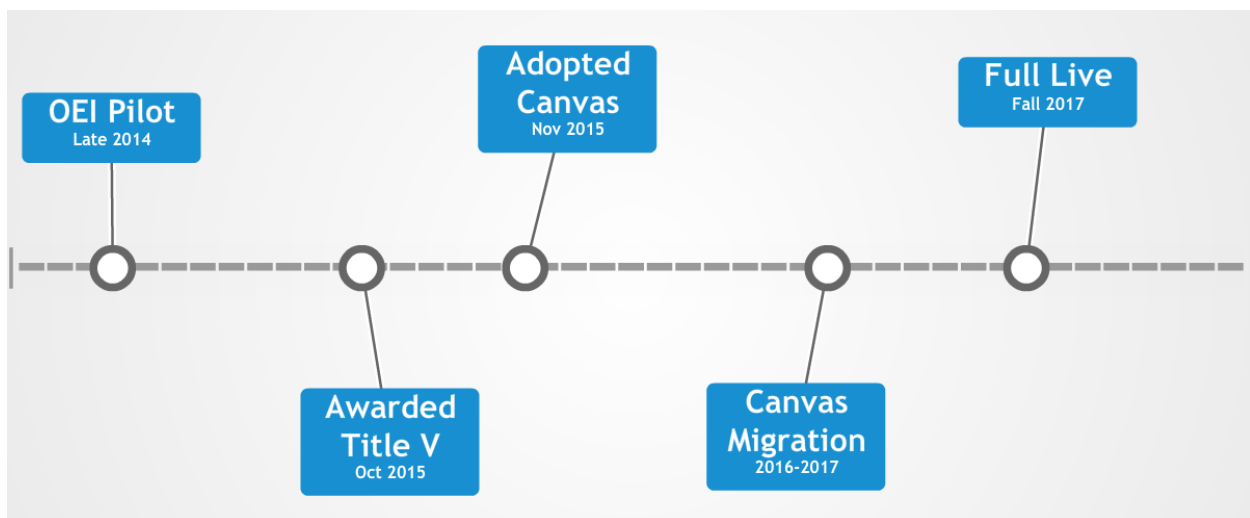 OEI Pilot
Late 2014
Awarded
Title V
Oct 2015
Adopted
Canvas
Nov 2015
Canvas
Migration
2016-2017
Full Live
Fall 2017